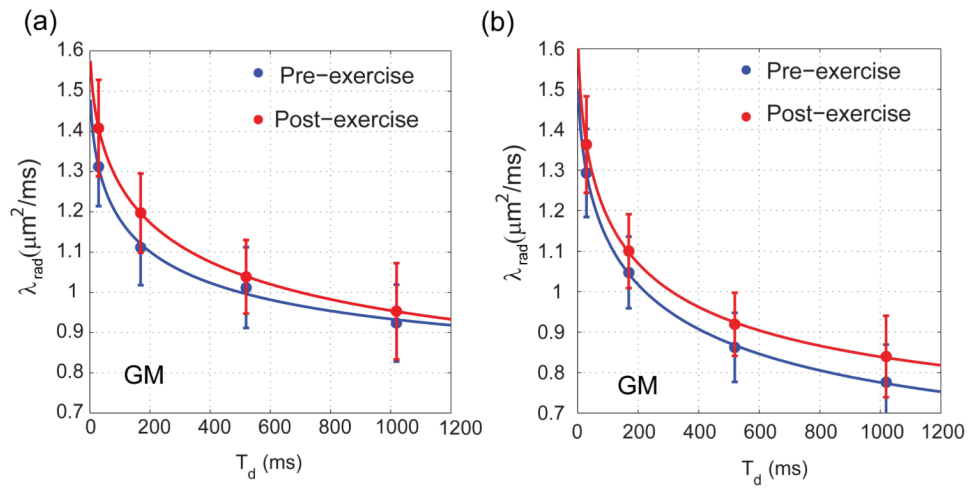 (a)
1.6
1.5
1.4
1.3
1.2
1.1
1
0.9
0.8
0.7
λrad(μm²/ms)
Pre−exercise
Post−exercise
GM
0 200 400 600 800 1000 1200
Td (ms)
(b)
1.6
1.5
1.4
1.3
1.2
1.1
1
0.9
0.8
0.7
λrad(μm²/ms)
Pre−exercise
Post−exercise
GM
0 200 400 600 800 1000 1200
Td (ms)